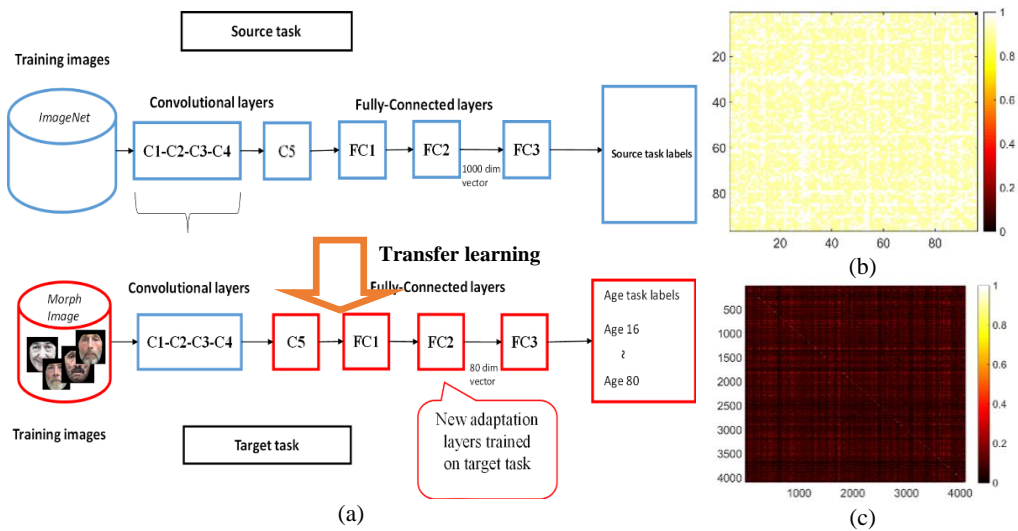 Source task
Training images
ImageNet
Convolutional layers
Fully-Connected layers
C1-C2-C3-C4
C5
FC1
FC2
1000 dim
vector
FC3
Source task labels
Transfer learning
Morph
Image
Convolutional layers
Fully-Connected layers
C1-C2-C3-C4
C5
FC1
FC2
80 dim
vector
FC3
Age task labels
Age 16
~
Age 80
Training images
Target task
New adaptation
layers trained
on target task
(a)
20
40
60
80
20 40 60 80
1
0.8
0.6
0.4
0.2
0
(b)
500
1000
1500
2000
2500
3000
3500
4000
1000 2000 3000 4000
1
0.8
0.6
0.4
0.2
0
(c)